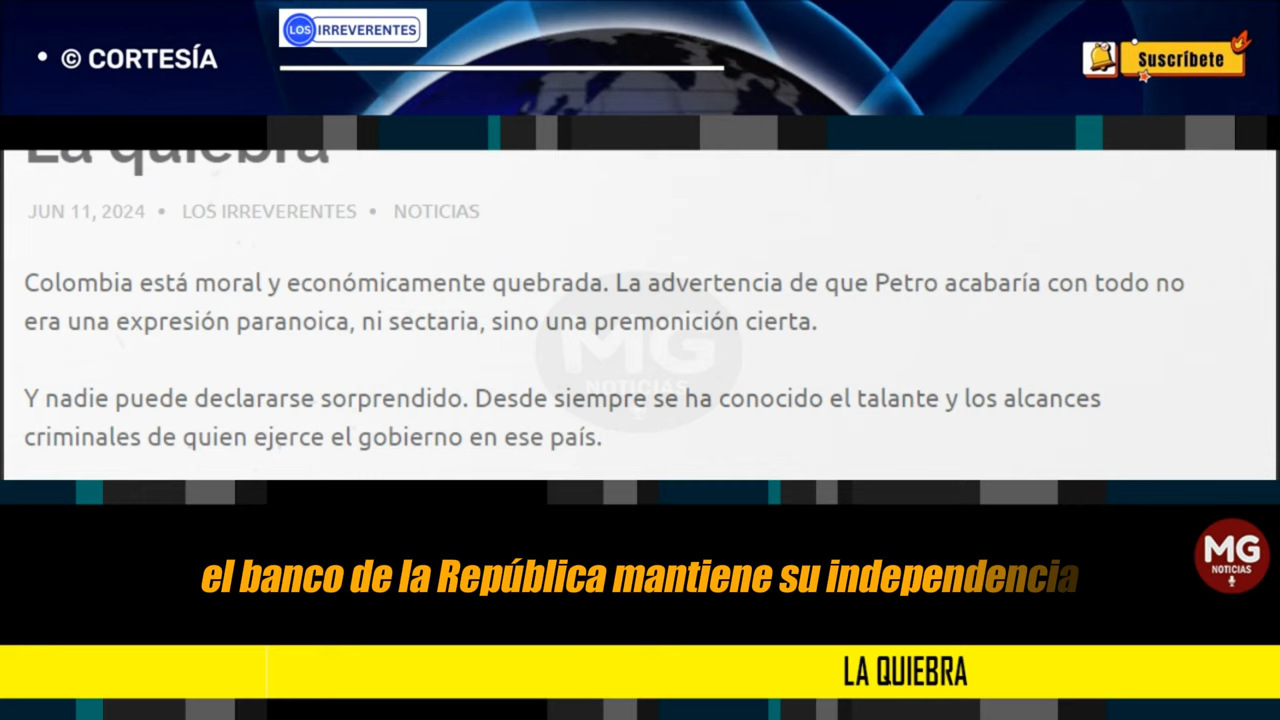 • © CORTESÍA
LOS IRREVERENTES
Suscríbete
La quiebra
JUN 11, 2024 • LOS IRREVERENTES • NOTICIAS
Colombia está moral y económicamente quebrada. La advertencia de que Petro acabaría con todo no
era una expresión paranoica, ni sectaria, sino una premonición cierta.
Y nadie puede declararse sorprendido. Desde siempre se ha conocido el talante y los alcances
criminales de quien ejerce el gobierno en ese país.
MG
NOTICIAS
el banco de la República mantiene su independencia
MG
NOTICIAS
LA QUIEBRA